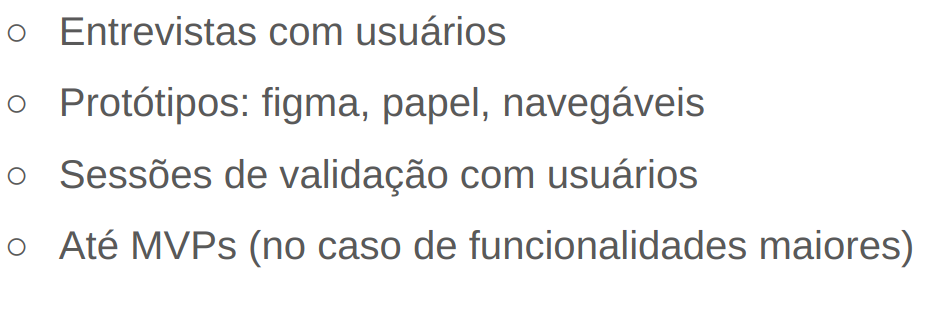 ○ Entrevistas com usuários
○ Protótipos: figma, papel, navegáveis
○ Sessões de validação com usuários
○ Até MVPs (no caso de funcionalidades maiores)